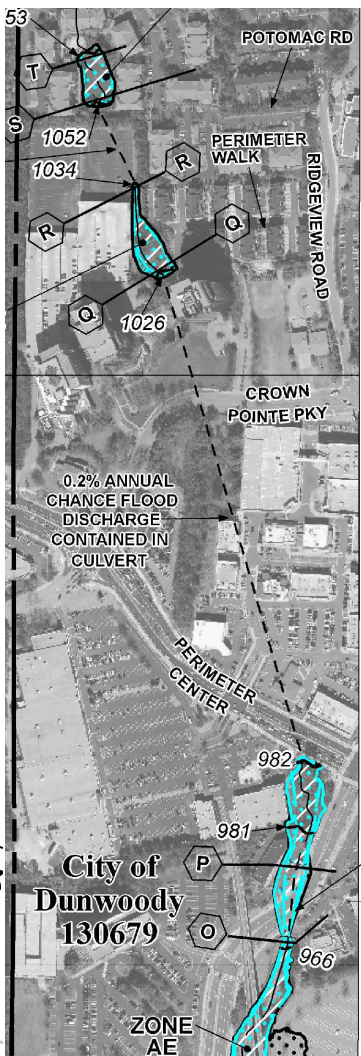 53
T
POTOMAC RD
S
1052
1034
R
PERIMETER
WALK
RIDGEVIEW ROAD
R
Q
Q
1026
CROWN
POINTE PKY
0.2% ANNUAL
CHANCE FLOOD
DISCHARGE
CONTAINED IN
CULVERT
PERIMETER
CENTER
982
981
City of
Dunwoody
130679
P
O
966
ZONE
AE